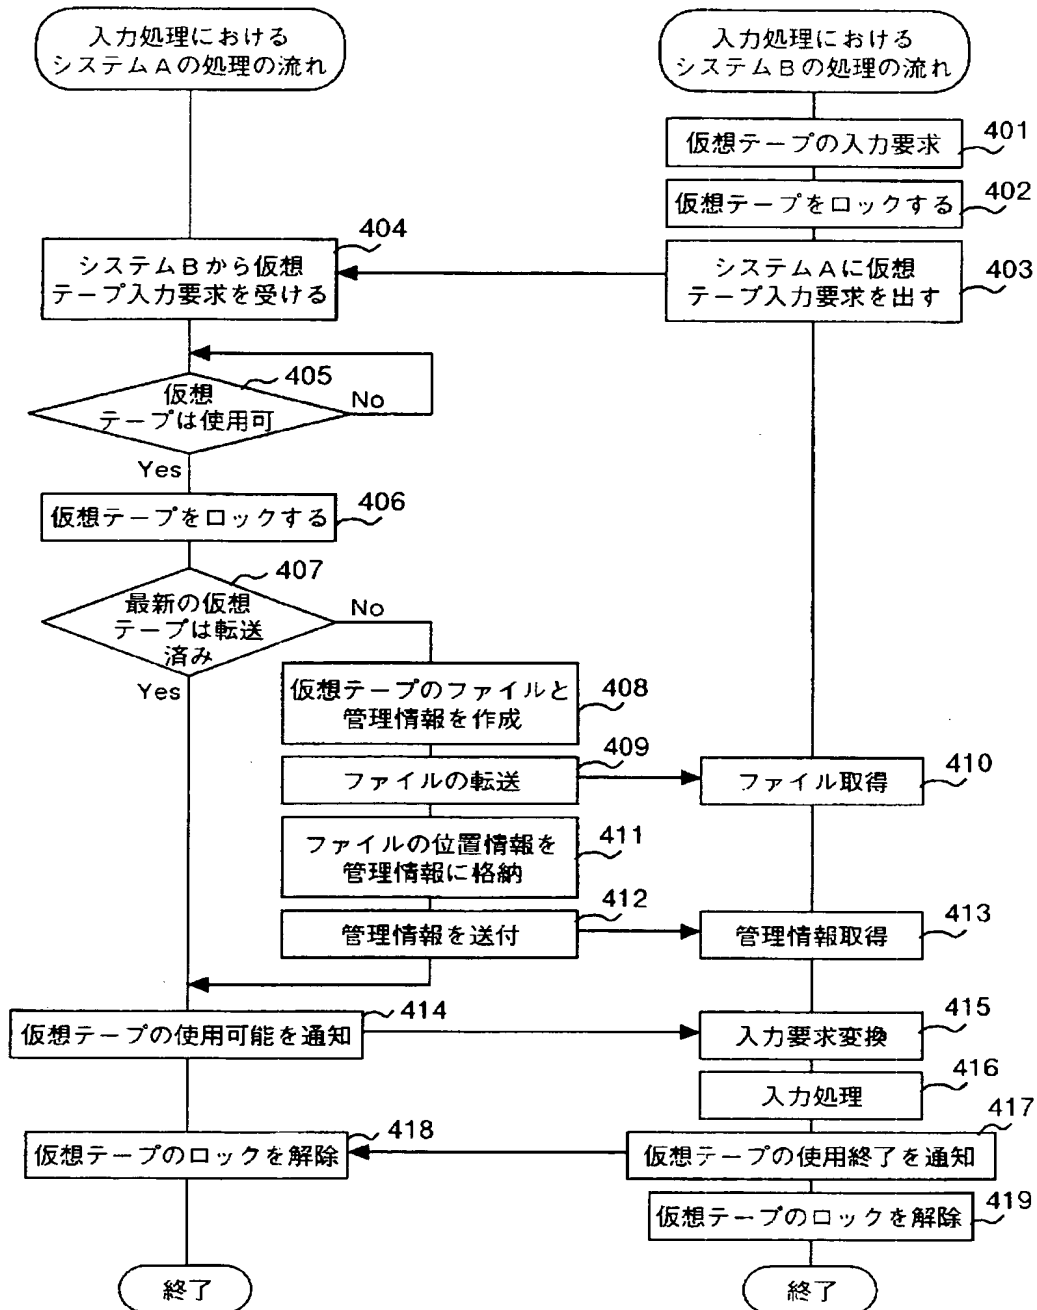 入力処理における
システムAの処理の流れ
入力処理における
システムBの処理の流れ
仮想テープの入力要求
401
仮想テープをロックする
402
システムAに仮想
テープ入力要求を出す
403
システムBから仮想
テープ入力要求を受ける
404
仮想
テープは使用可
405
No
Yes
仮想テープをロックする
406
最新の仮想
テープは転送
済み
407
No
Yes
仮想テープのファイルと
管理情報を作成
408
ファイルの転送
409
ファイル取得
410
ファイルの位置情報を
管理情報に格納
411
管理情報を送付
412
管理情報取得
413
仮想テープの使用可能を通知
414
入力要求変換
415
入力処理
416
仮想テープの使用終了を通知
417
仮想テープのロックを解除
418
仮想テープのロックを解除
419
終了
終了